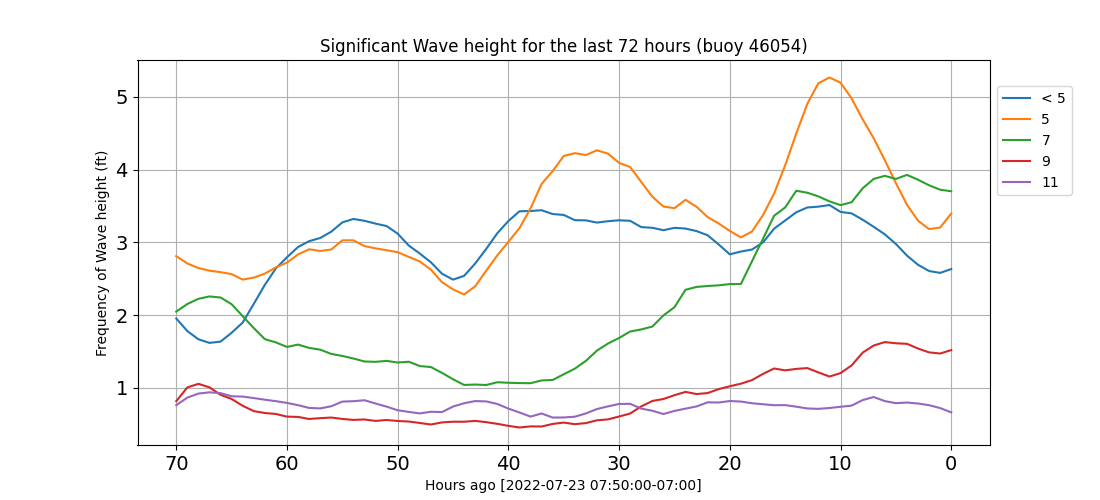 Significant Wave height for the last 72 hours (buoy 46054)
Frequency of Wave height (ft)
5
4
3
2
1
70 60 50 40 30 20 10 0
Hours ago [2022-07-23 07:50:00-07:00]
< 5
5
7
9
11